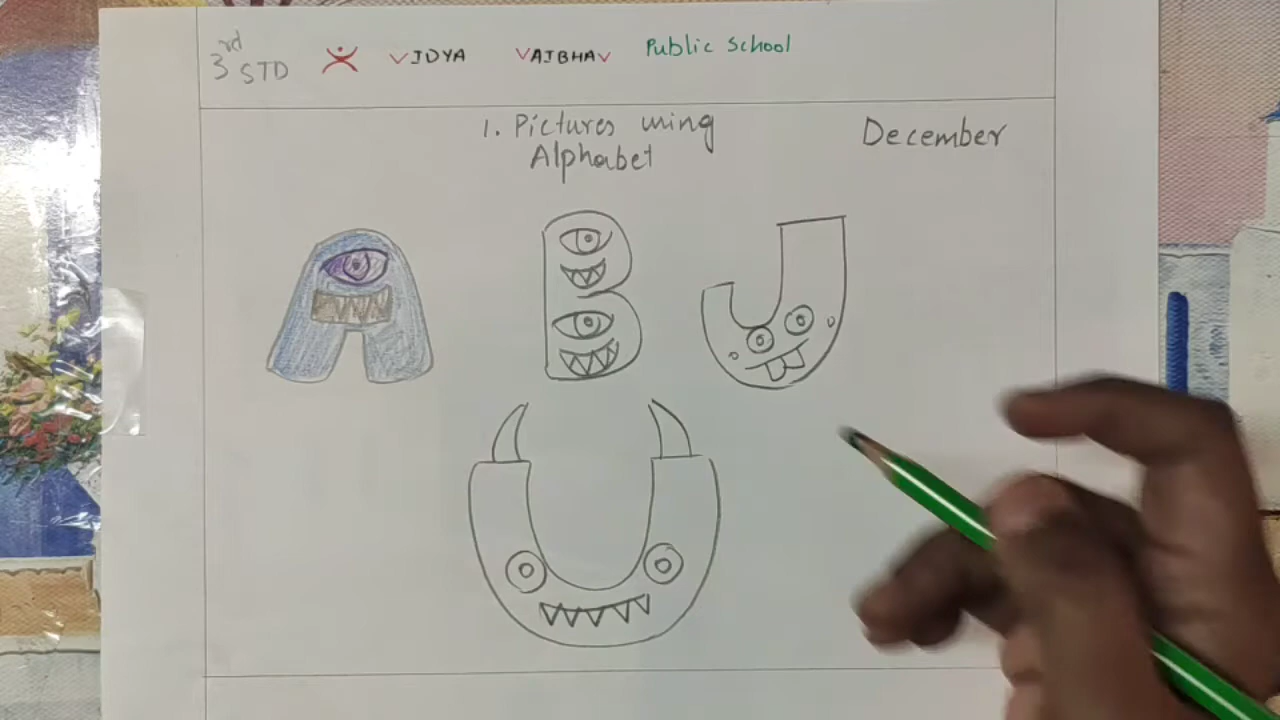 3rd STD VIDYA VAIBHAV Public School
1. Pictures using December
Alphabet
A B J
U